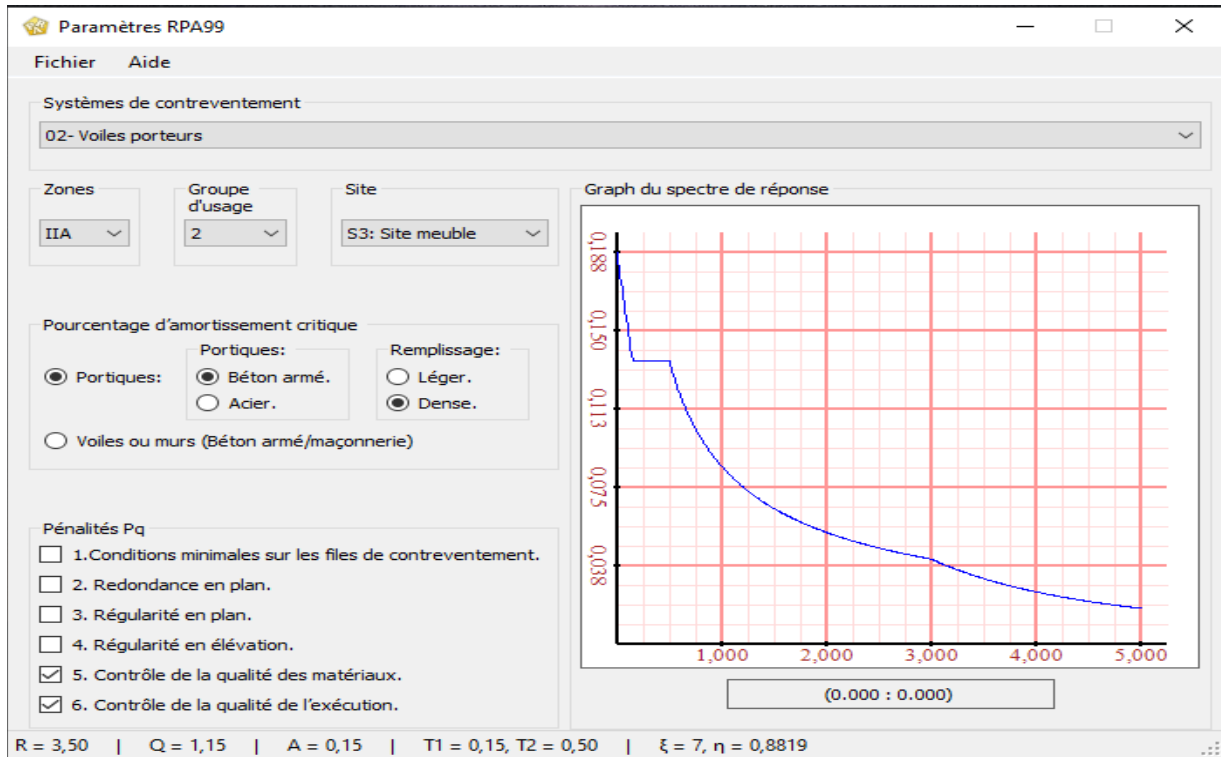 Paramètres RPA99
Fichier Aide
Systèmes de contreventement
02- Voiles porteurs
Zones
IIA
Groupe
d'usage
2
Site
S3: Site meuble
Pourcentage d'amortissement critique
Portiques:
Portiques:
Béton armé.
Acier.
Remplissage:
Léger.
Dense.
Voiles ou murs (Béton armé/maçonnerie)
Pénalités Pq
1.Conditions minimales sur les files de contreventement.
2. Redondance en plan.
3. Régularité en plan.
4. Régularité en élévation.
5. Contrôle de la qualité des matériaux.
6. Contrôle de la qualité de l'exécution.
Graph du spectre de réponse
0,188
0,150
0,113
0,075
0,038
1,000 2,000 3,000 4,000 5,000
(0.000 : 0.000)
R = 3,50 | Q = 1,15 | A = 0,15 | T1 = 0,15, T2 = 0,50 | ξ = 7, η = 0,8819